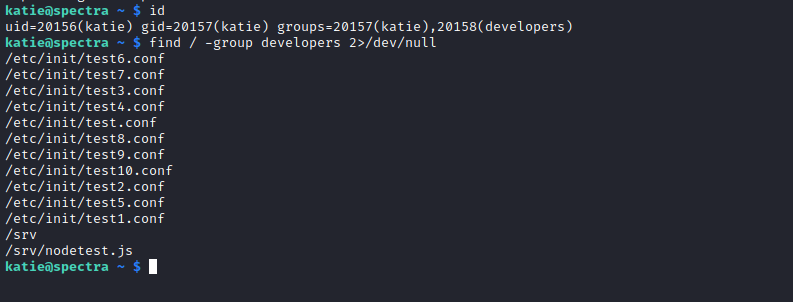 katie@spectra ~ $ id
uid=20156(katie) gid=20157(katie) groups=20157(katie),20158(developers)
katie@spectra ~ $ find / -group developers 2>/dev/null
/etc/init/test6.conf
/etc/init/test7.conf
/etc/init/test3.conf
/etc/init/test4.conf
/etc/init/test.conf
/etc/init/test8.conf
/etc/init/test9.conf
/etc/init/test10.conf
/etc/init/test2.conf
/etc/init/test5.conf
/etc/init/test1.conf
/srv
/srv/nodetest.js
katie@spectra ~ $